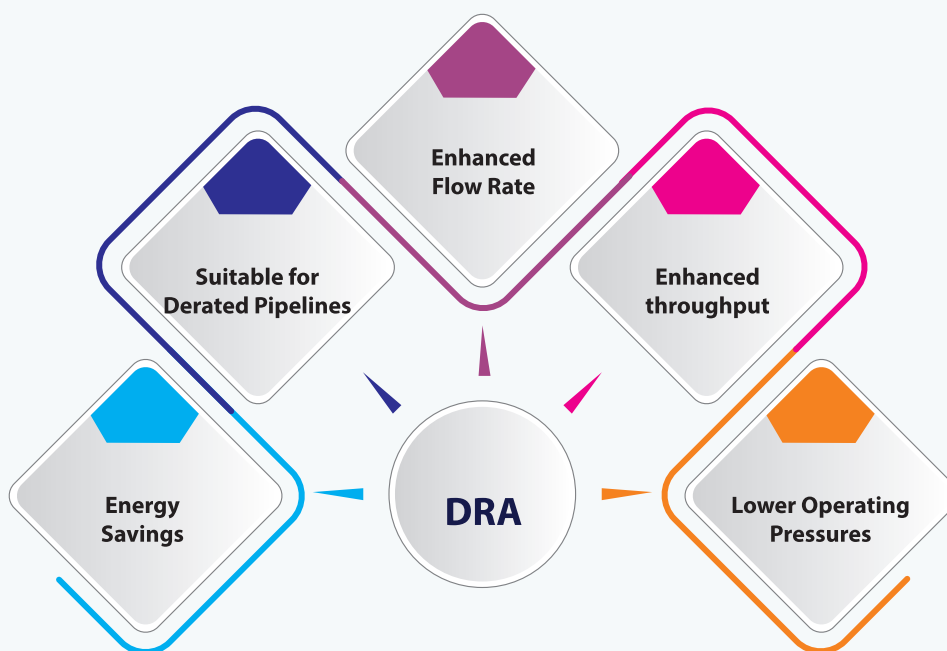 Enhanced
Flow Rate
Suitable for
Derated Pipelines
Enhanced
throughput
Energy
Savings
DRA
Lower Operating
Pressures